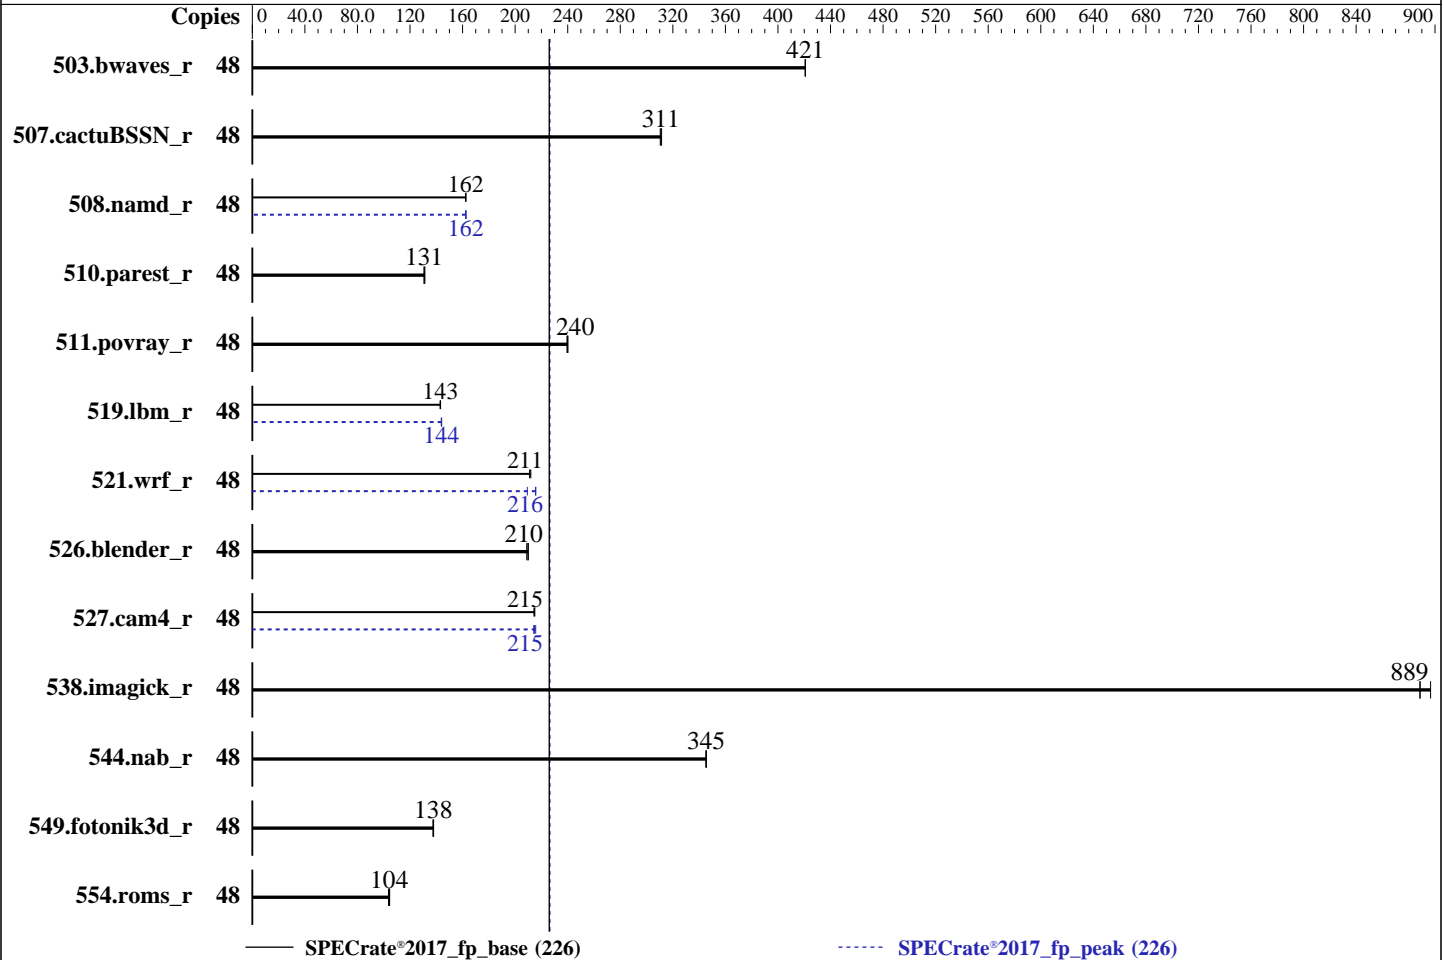 Copies 0 40.0 80.0 120 160 200 240 280 320 360 400 440 480 520 560 600 640 680 720 760 800 840 900
503.bwaves_r 48 421
507.cactuBSSN_r 48 311
508.namd_r 48 162
162
510.parest_r 48 131
511.povray_r 48 240
519.lbm_r 48 143
144
521.wrf_r 48 211
216
526.blender_r 48 210
527.cam4_r 48 215
215
538.imagick_r 48 889
544.nab_r 48 345
549.fotonik3d_r 48 138
554.roms_r 48 104
SPECrate®2017_fp_base (226) SPECrate®2017_fp_peak (226)